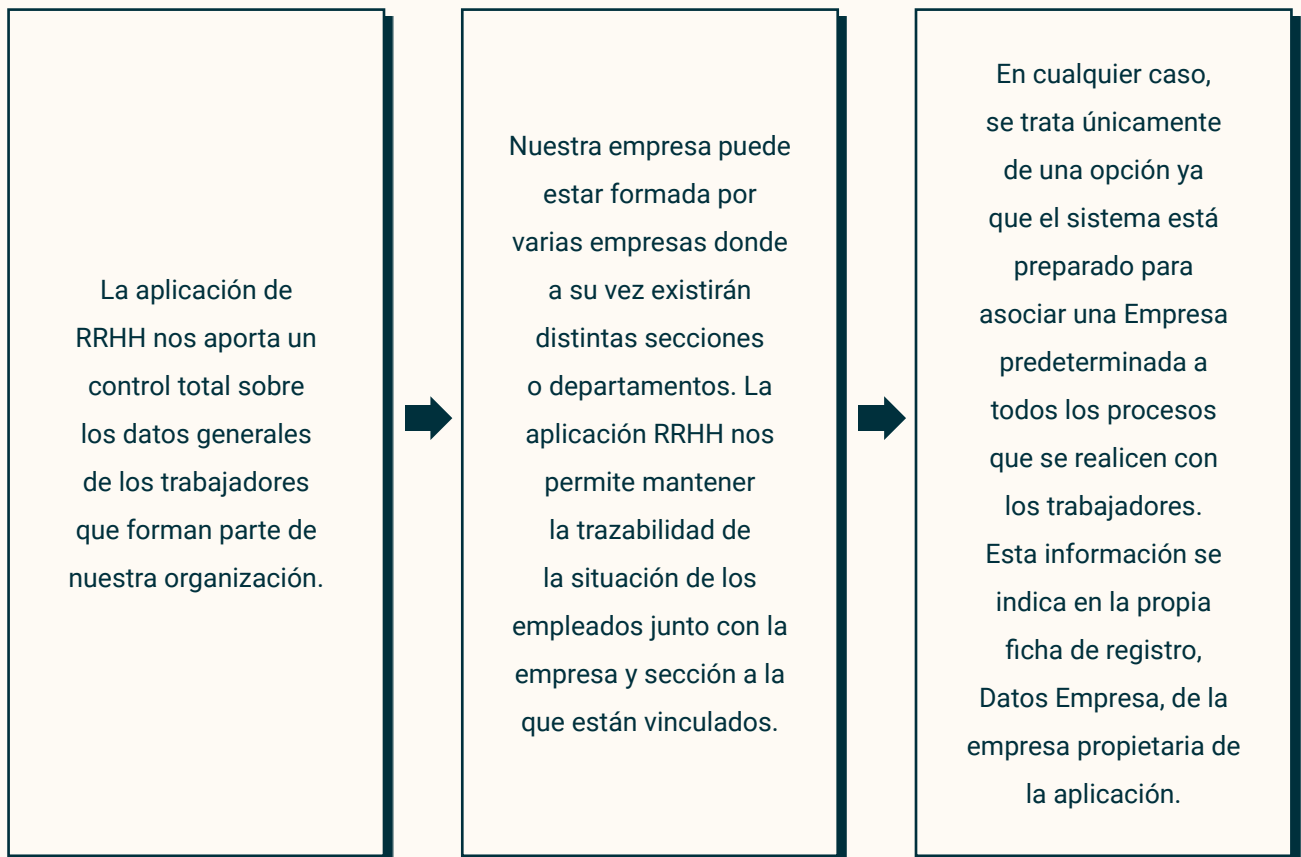 La aplicación de
RRHH nos aporta un
control total sobre
los datos generales
de los trabajadores
que forman parte de
nuestra organización.
Nuestra empresa puede
estar formada por
varias empresas donde
a su vez existirán
distintas secciones
o departamentos. La
aplicación RRHH nos
permite mantener
la trazabilidad de
la situación de los
empleados junto con la
empresa y sección a la
que están vinculados.
En cualquier caso,
se trata únicamente
de una opción ya
que el sistema está
preparado para
asociar una Empresa
predeterminada a
todos los procesos
que se realicen con
los trabajadores.
Esta información se
indica en la propia
ficha de registro,
Datos Empresa, de la
empresa propietaria de
la aplicación.